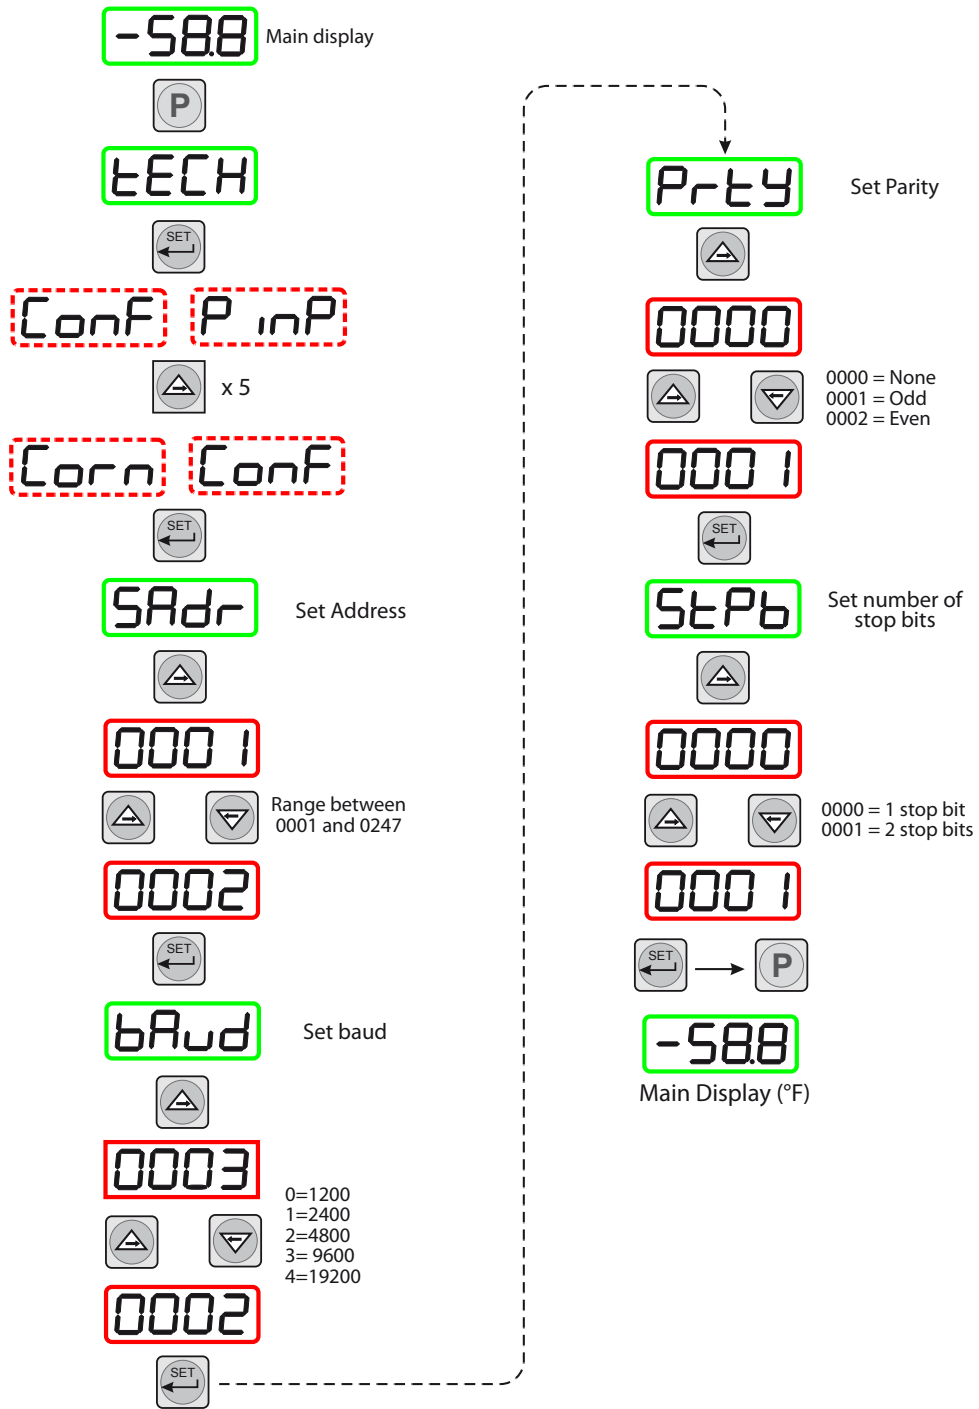 -58.8
Main display
P
tECH
SET
ConF P inP
x 5
Corn ConF
SET
SAdr
Set Address
0001
Range between
0001 and 0247
0002
SET
bAud
Set baud
0003
0=1200
1=2400
2=4800
3= 9600
4=19200
0002
SET
PrtY
Set Parity
0000
0000 = None
0001 = Odd
0002 = Even
0001
SET
StPb
Set number of
stop bits
0000
0000 = 1 stop bit
0001 = 2 stop bits
0001
SET P
-58.8
Main Display (°F)